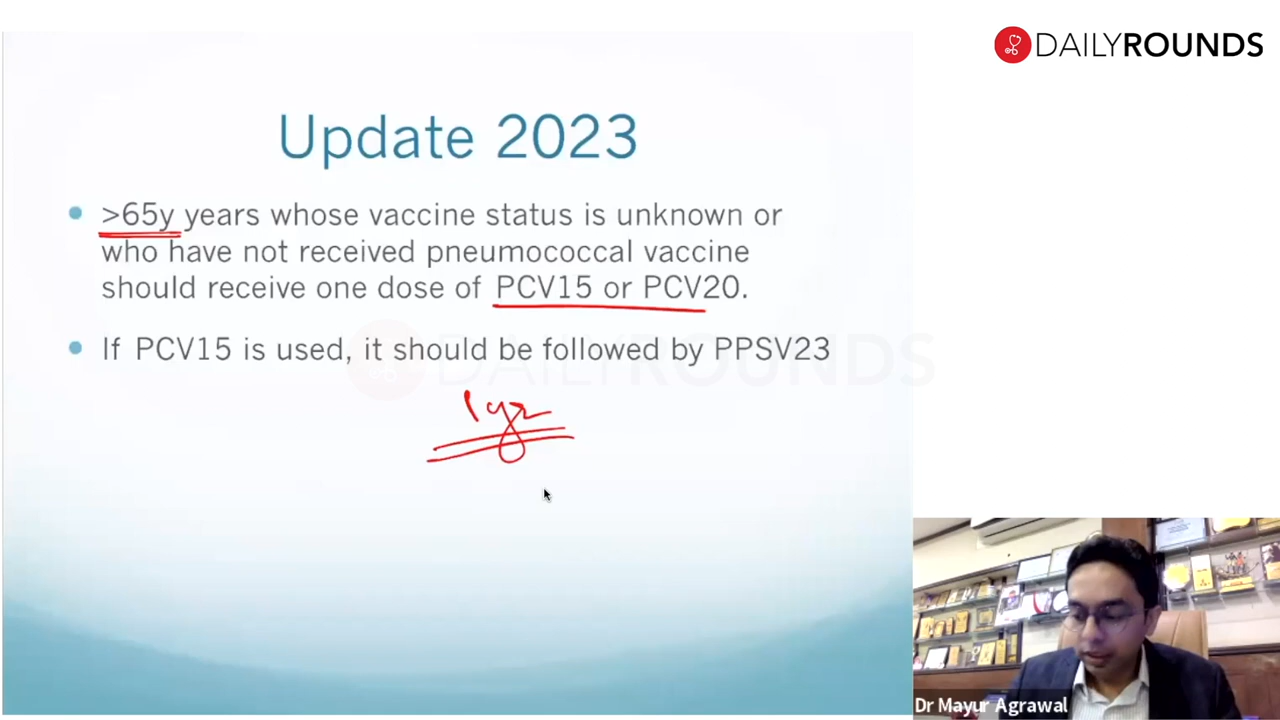 DAILYROUNDS
Update 2023
>65y years whose vaccine status is unknown or
who have not received pneumococcal vaccine
should receive one dose of PCV15 or PCV20.
If PCV15 is used, it should be followed by PPSV23
DAILYROUNDS
1yr
Dr Mayur Agrawal